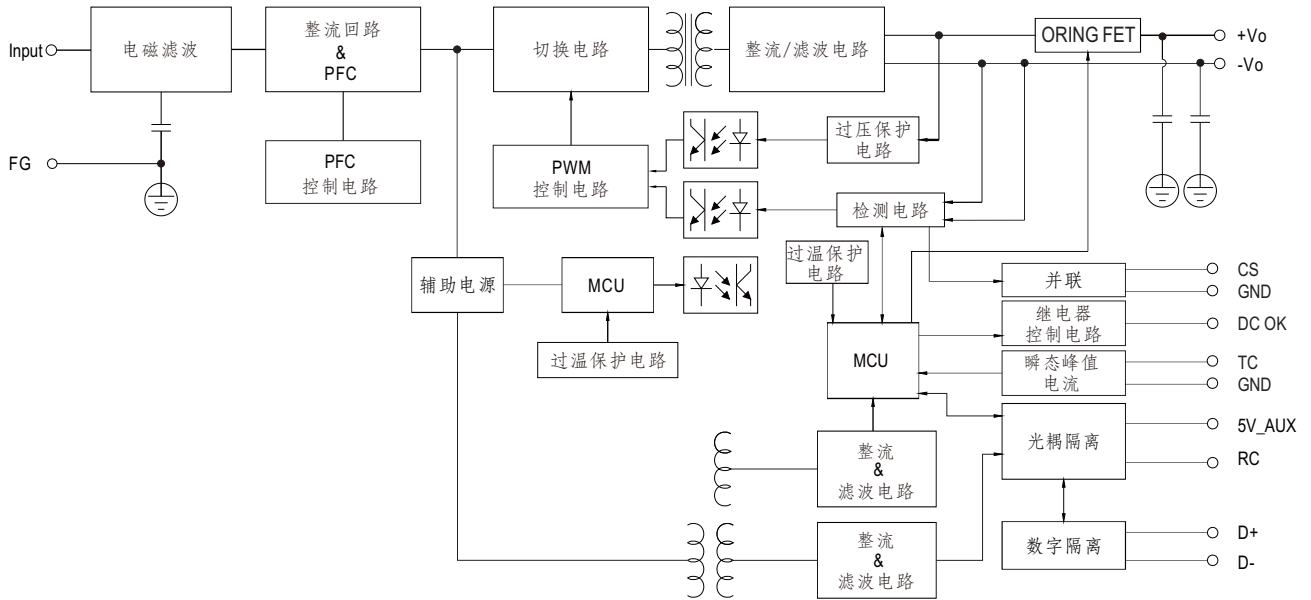 Input
电磁滤波
整流回路
&
PFC
切换电路
整流/滤波电路
ORING FET
+Vo
-Vo
FG
PFC
控制电路
PWM
控制电路
过压保护
电路
检测电路
辅助电源
MCU
过温保护电路
过温保护
电路
MCU
并联
CS
GND
继电器
控制电路
DC OK
瞬态峰值
电流
TC
GND
整流
&
滤波电路
光耦隔离
5V_AUX
RC
整流
&
滤波电路
数字隔离
D+
D-